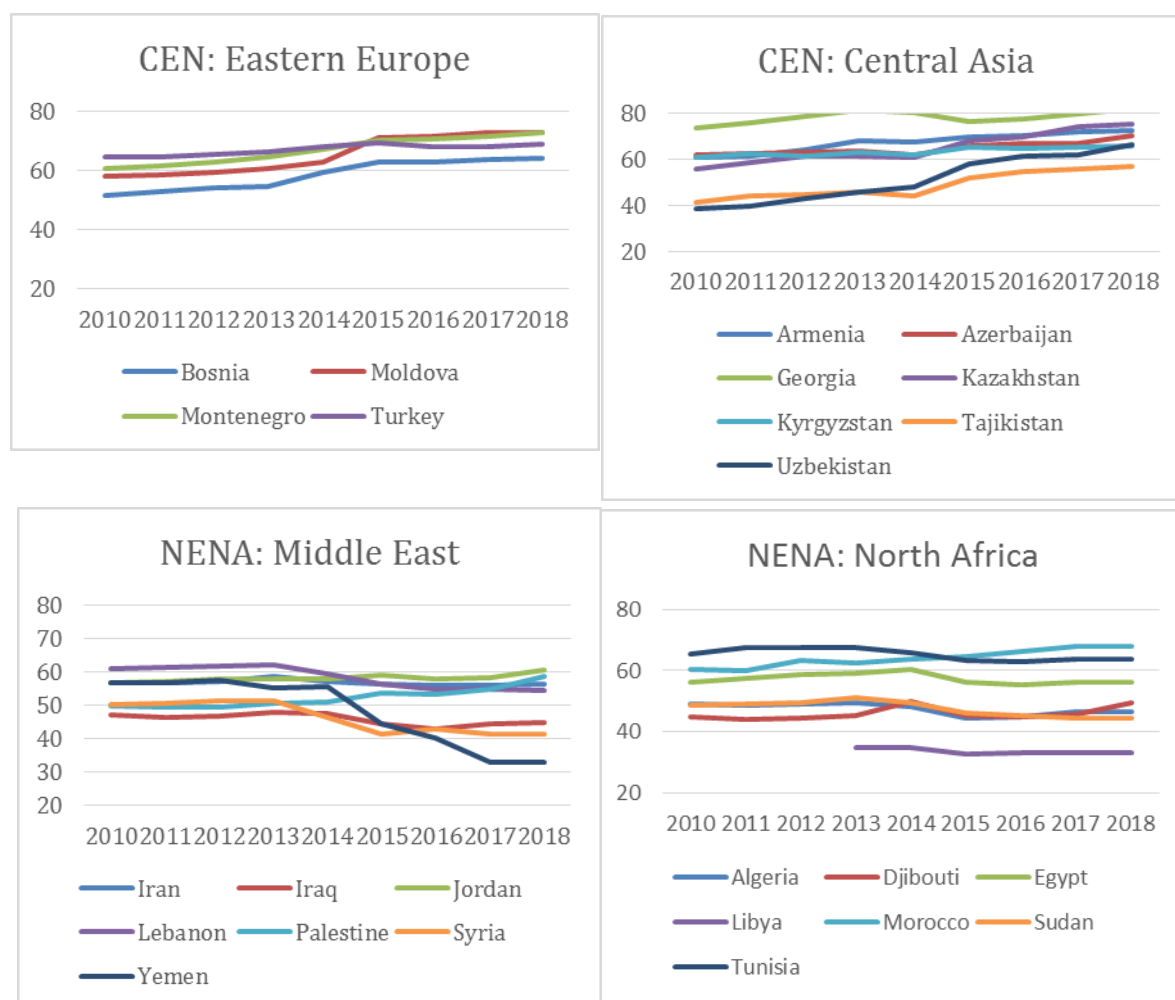 CEN: Eastern Europe
80
60
40
20
2010 2011 2012 2013 2014 2015 2016 2017 2018
Bosnia Moldova
Montenegro Turkey
CEN: Central Asia
80
60
40
20
2010 2011 2012 2013 2014 2015 2016 2017 2018
Armenia Azerbaijan
Georgia Kazakhstan
Kyrgyzstan Tajikistan
Uzbekistan
NENA: Middle East
80
70
60
50
40
30
20
2010 2011 2012 2013 2014 2015 2016 2017 2018
Iran Iraq Jordan
Lebanon Palestine Syria
Yemen
NENA: North Africa
80
60
40
20
2010 2011 2012 2013 2014 2015 2016 2017 2018
Algeria Djibouti Egypt
Libya Morocco Sudan
Tunisia